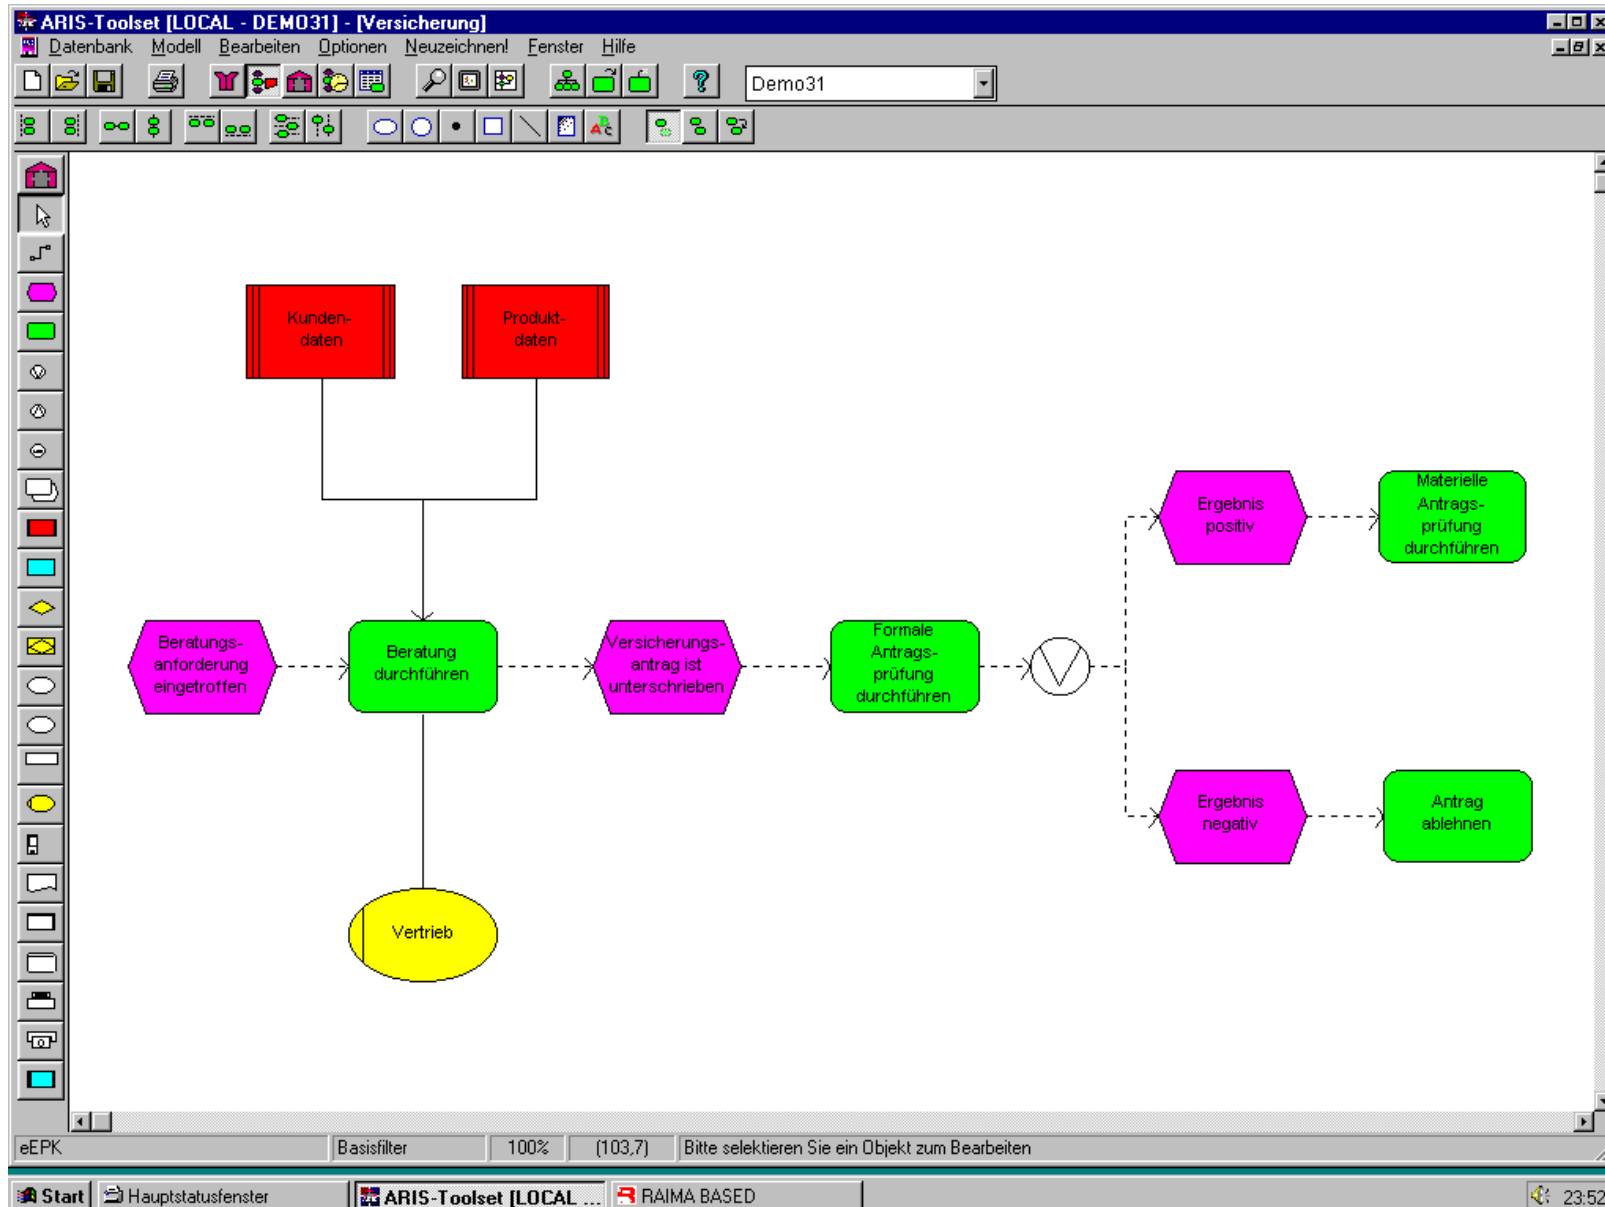 ARIS-Toolset [LOCAL - DEMO31] - [Versicherung]
Datenbank Modell Bearbeiten Optionen Neuzeichnen! Fenster Hilfe
Demo31
Kunden-
daten
Produkt-
daten
Materielle
Antrags-
prüfung
durchführen
Ergebnis
positiv
Beratungs-
anforderung
eingetroffen
Beratung
durchführen
Versicherungs-
antrag ist
unterschrieben
Formale
Antrags-
prüfung
durchführen
Ergebnis
negativ
Antrag
ablehnen
Vertrieb
eEPK Basisfilter 100% (103,7) Bitte selektieren Sie ein Objekt zum Bearbeiten
Start Hauptstatusfenster ARIS-Toolset [LOCAL ... RAIMA BASED 23:52